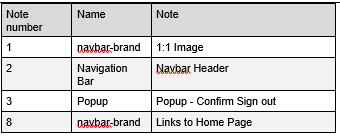 Note number Name Note
1 navbar-brand 1:1 Image
2 Navigation Bar Navbar Header
3 Popup Popup - Confirm Sign out
8 navbar-brand Links to Home Page